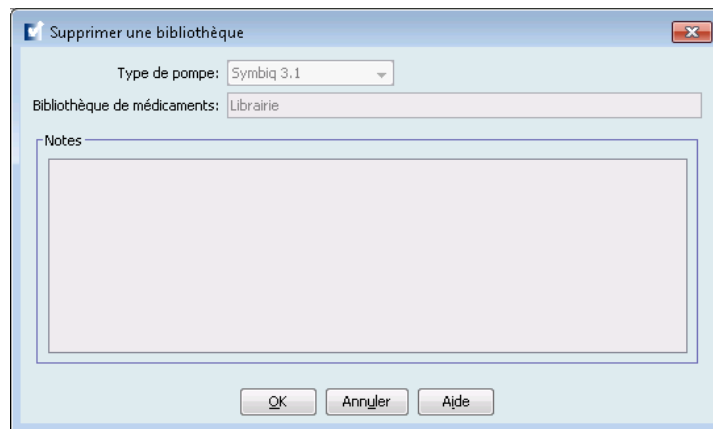 Supprimer une bibliothèque
Type de pompe: Symbiq 3.1
Bibliothèque de médicaments: Librairie
Notes
OK Annuler Aide